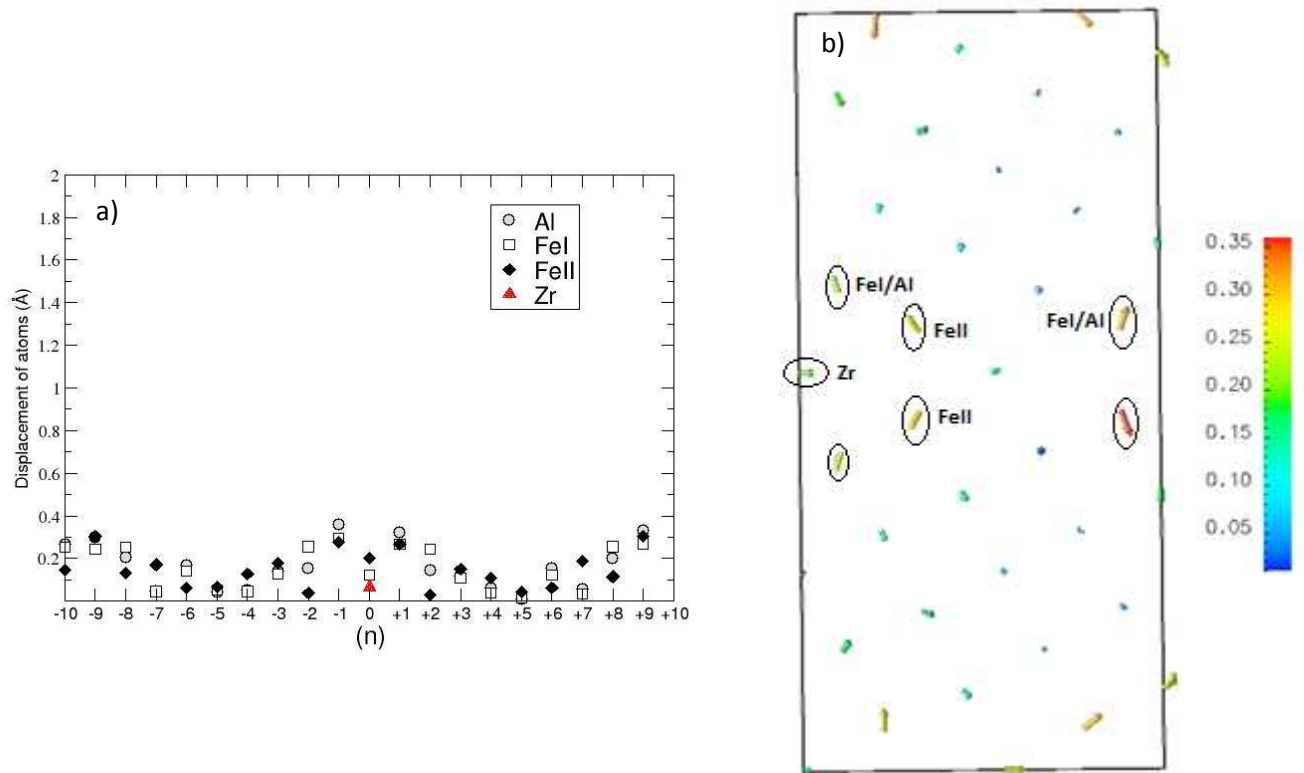 a)
Al
FeI
FeII
Zr
2
1.8
1.6
1.4
1.2
1
0.8
0.6
0.4
0.2
0
Displacement of atoms (Å)
-10 -9 -8 -7 -6 -5 -4 -3 -2 -1 0 +1 +2 +3 +4 +5 +6 +7 +8 +9 +10
(n)
b)
FeI/Al
FeII
FeI/Al
Zr
FeII
0.35
0.30
0.25
0.20
0.15
0.10
0.05